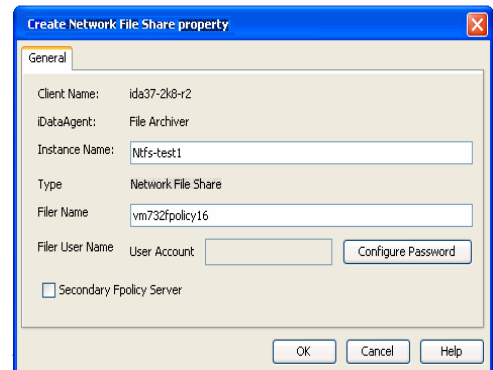 Create Network File Share property
General
Client Name: ida37-2k8-r2
iDataAgent: File Archiver
Instance Name: Ntfs-test1
Type Network File Share
Filer Name vm732fpolicy16
Filer User Name User Account Configure Password
Secondary Fpolicy Server
OK Cancel Help